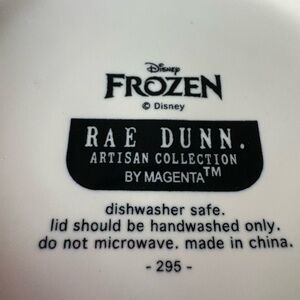 Disney
FROZEN
© Disney
RAE DUNN.
ARTISAN COLLECTION
BY MAGENTA™
dishwasher safe.
lid should be handwashed only.
do not microwave. made in china.
- 295 -